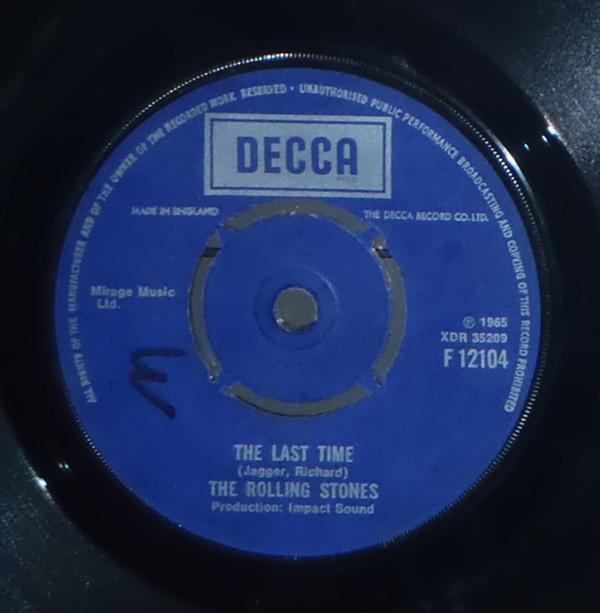 ALL RIGHTS OF THE MANUFACTURER AND OF THE OWNER OF THE RECORDED WORK RESERVED • UNAUTHORISED PUBLIC PERFORMANCE BROADCASTING AND COPYING OF THIS RECORD PROHIBITED
DECCA
MADE IN ENGLAND
THE DECCA RECORD CO. LTD.
Mirage Music
Ltd.
℗ 1965
XDR 35209
F 12104
THE LAST TIME
(Jagger, Richard)
THE ROLLING STONES
Production: Impact Sound